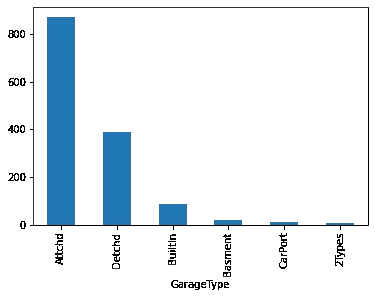 800
600
400
200
0
Attchd
Detchd
BuiltIn
Basment
CarPort
2Types
GarageType